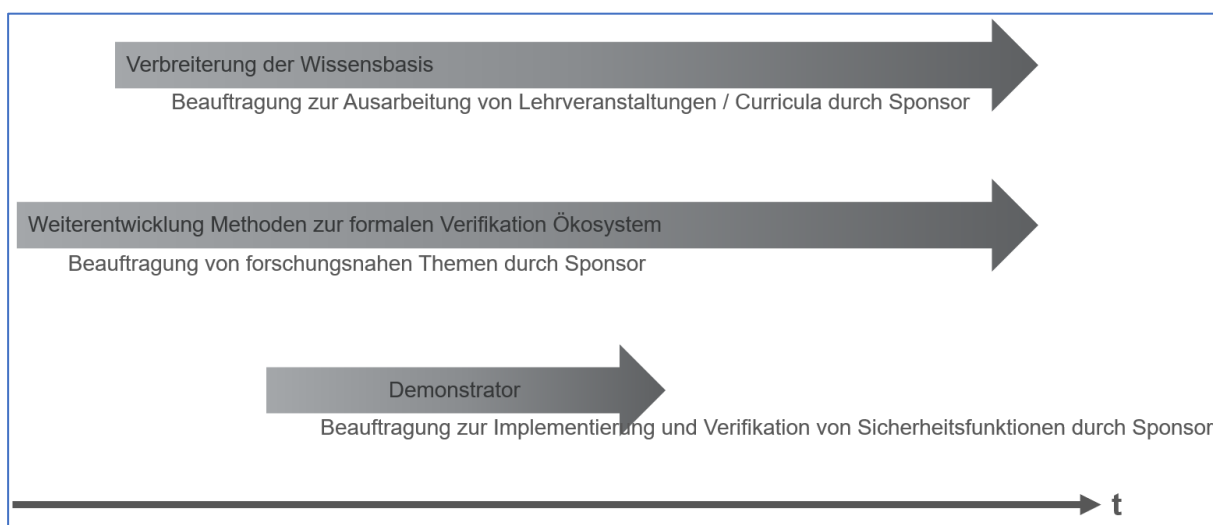 Verbreiterung der Wissensbasis
Beauftragung zur Ausarbeitung von Lehrveranstaltungen / Curricula durch Sponsor
Weiterentwicklung Methoden zur formalen Verifikation Ökosystem
Beauftragung von forschungsnahen Themen durch Sponsor
Demonstrator
Beauftragung zur Implementierung und Verifikation von Sicherheitsfunktionen durch Sponsor
t